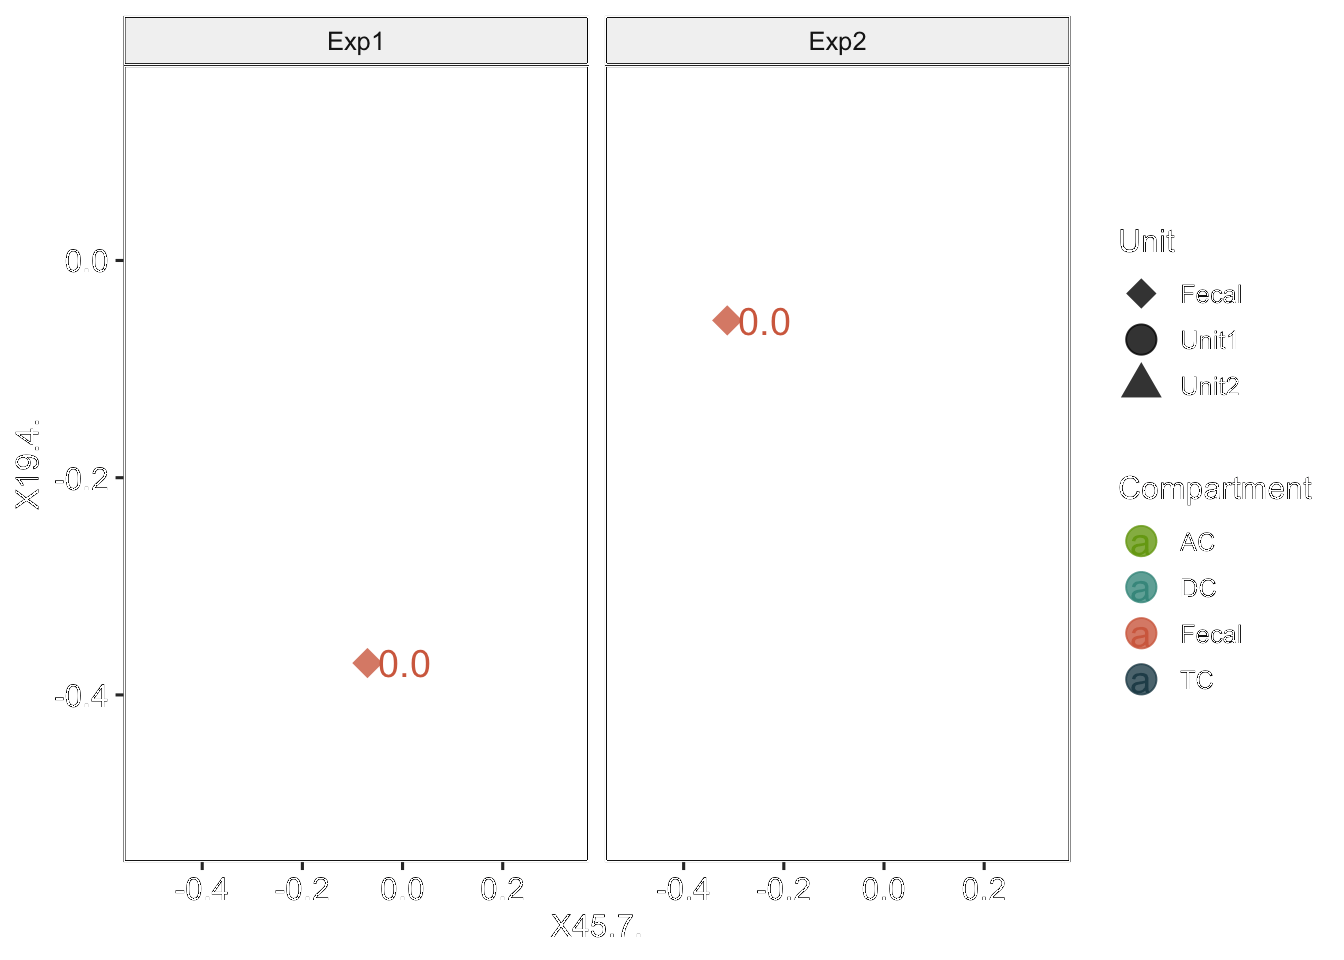 Exp1
Exp2
0.0
-0.2
-0.4
X19.4.
0.0
0.0
-0.4
-0.2
0.0
0.2
-0.4
-0.2
0.0
0.2
X45.7.
Unit
Fecal
Unit1
Unit2
Compartment
a AC
a DC
a Fecal
a TC